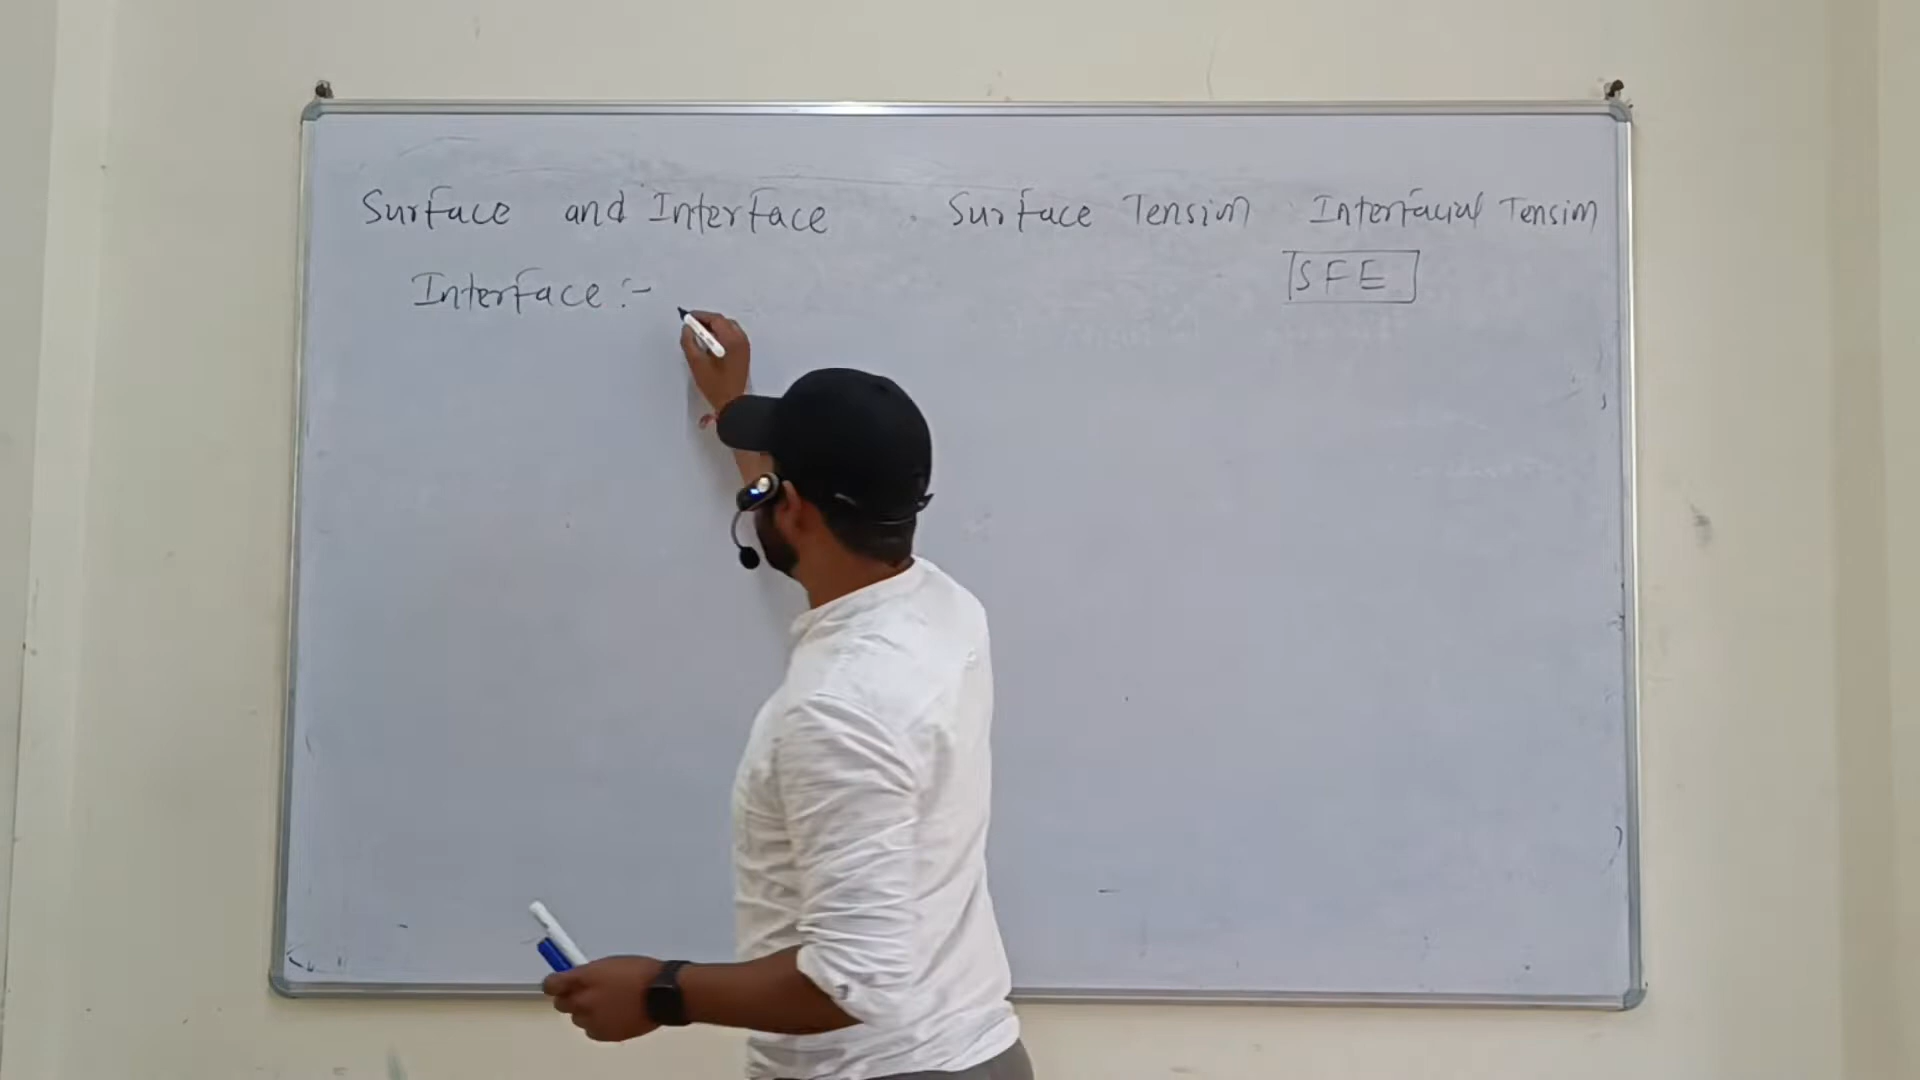 Surface and Interface Surface Tension Interfacial Tension
SFE
Interface :-